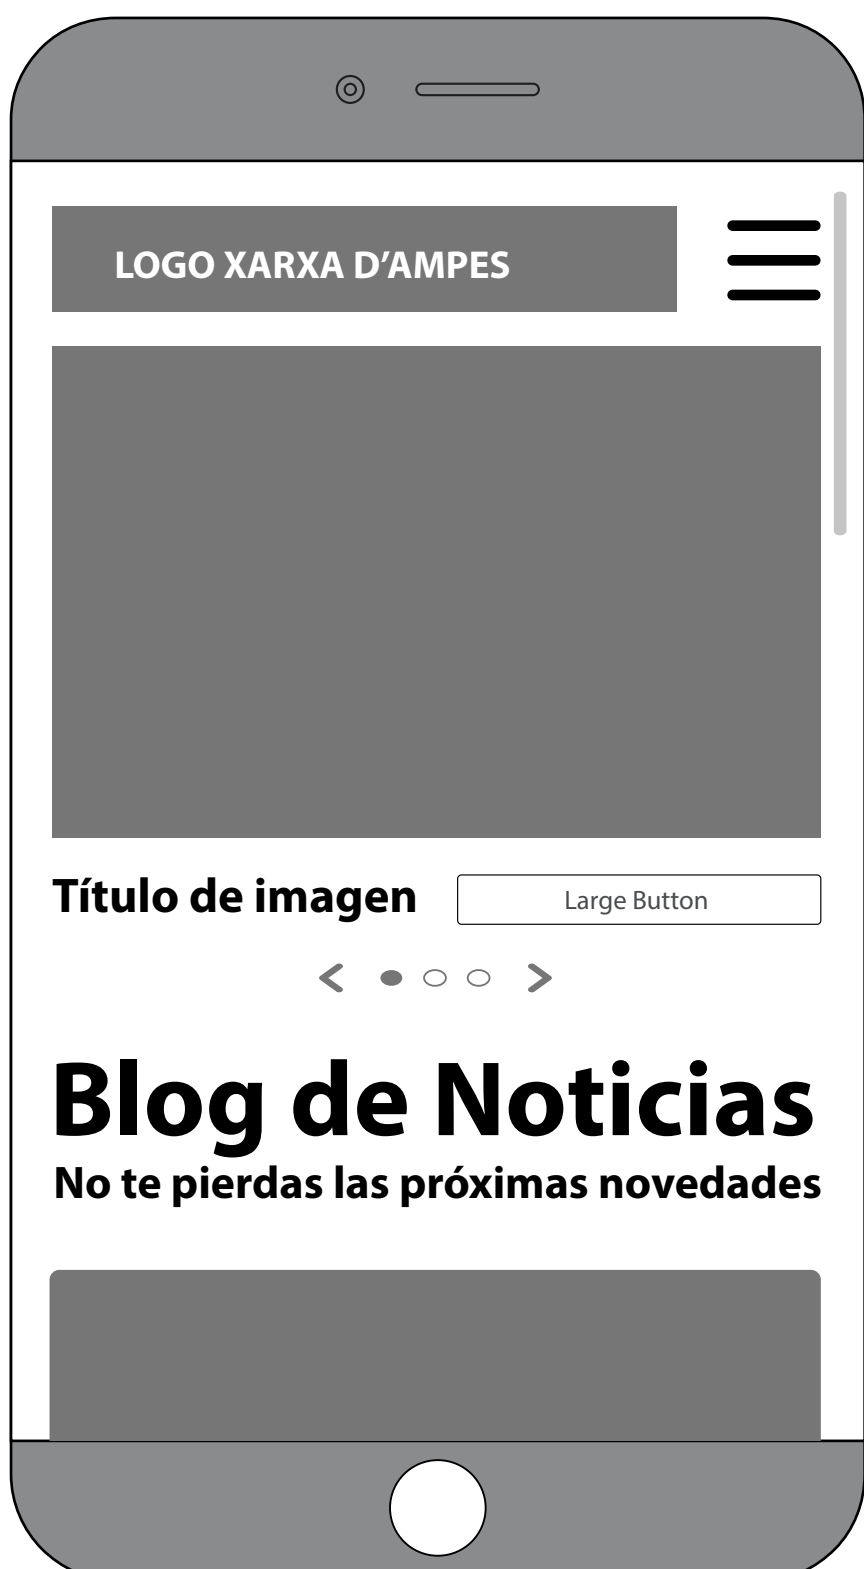 LOGO XARXA D’AMPES
Título de imagen
Large Button
Blog de Noticias
No te pierdas las próximas novedades